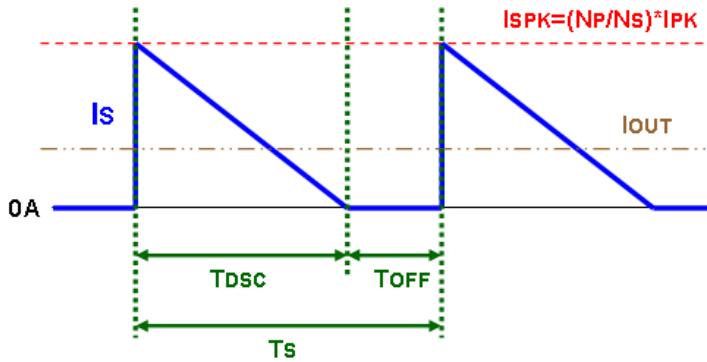 ISPK=(NP/NS)*IPK
IS
IOUT
0A
TDSC
TOFF
TS